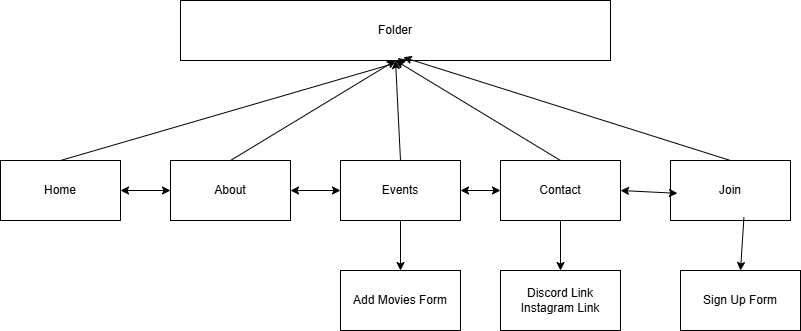 Folder
Home
About
Events
Contact
Join
Add Movies Form
Discord Link
Instagram Link
Sign Up Form